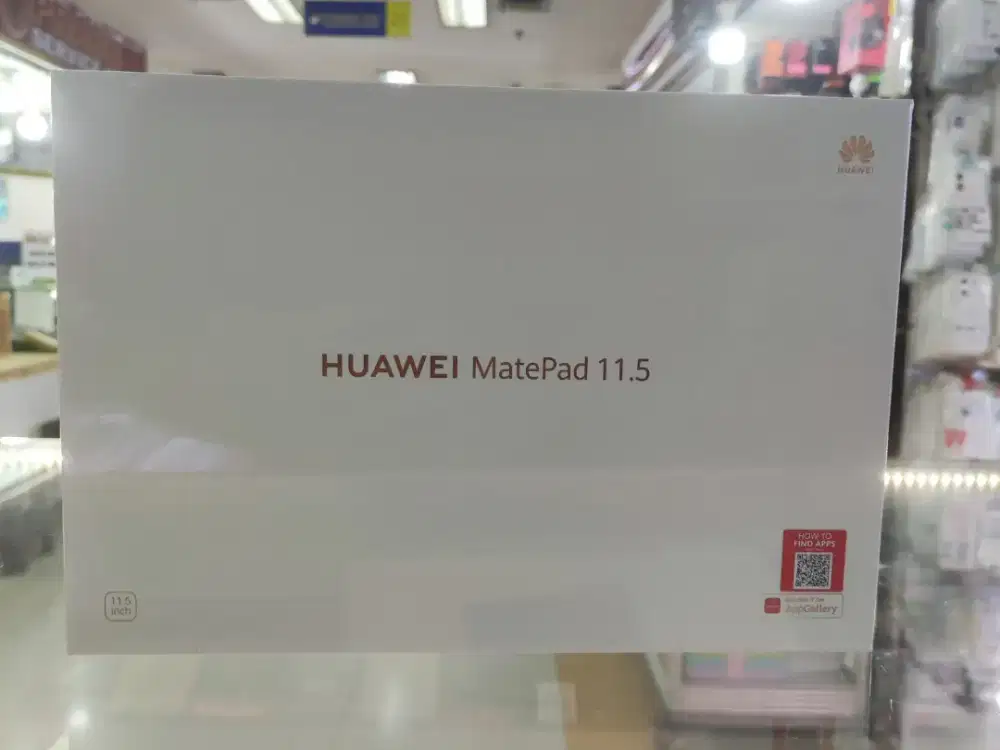 HUAWEI
HUAWEI MatePad 11.5
HOW TO
FIND APPS
11.5
inch
AppGallery